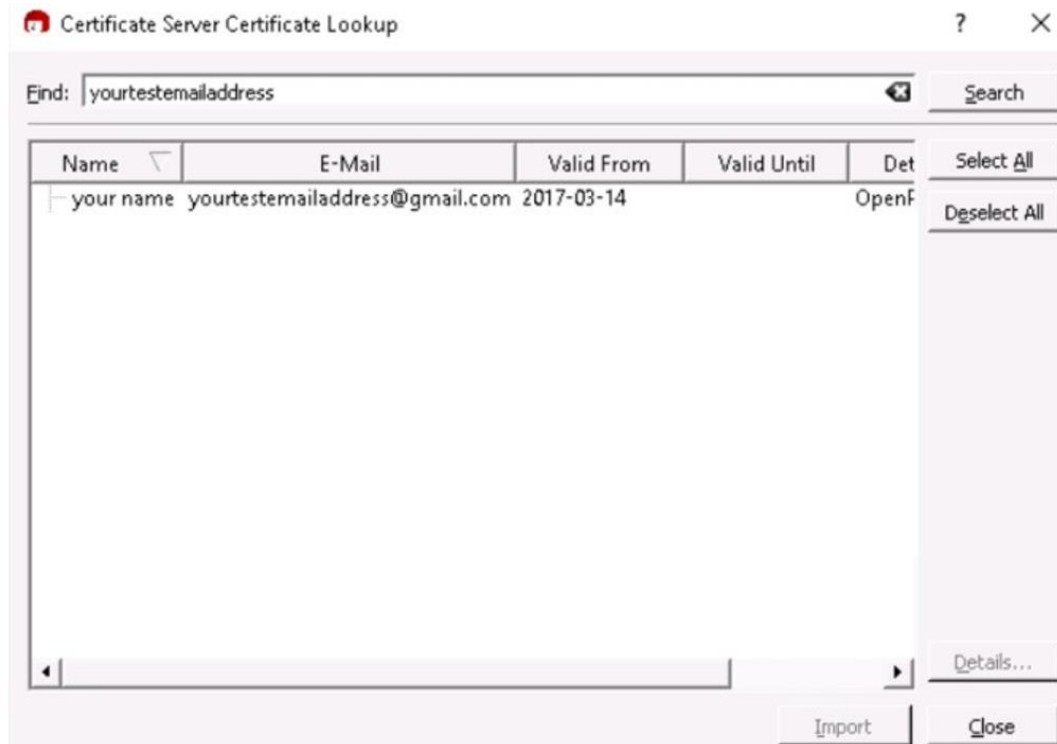 Certificate Server Certificate Lookup ?
Find: yourtestemailaddress Search
Name E-Mail Valid From Valid Until Det Select All
your name yourtestemailaddress@gmail.com 2017-03-14 OpenP
Deselect All
Details...
Import Close